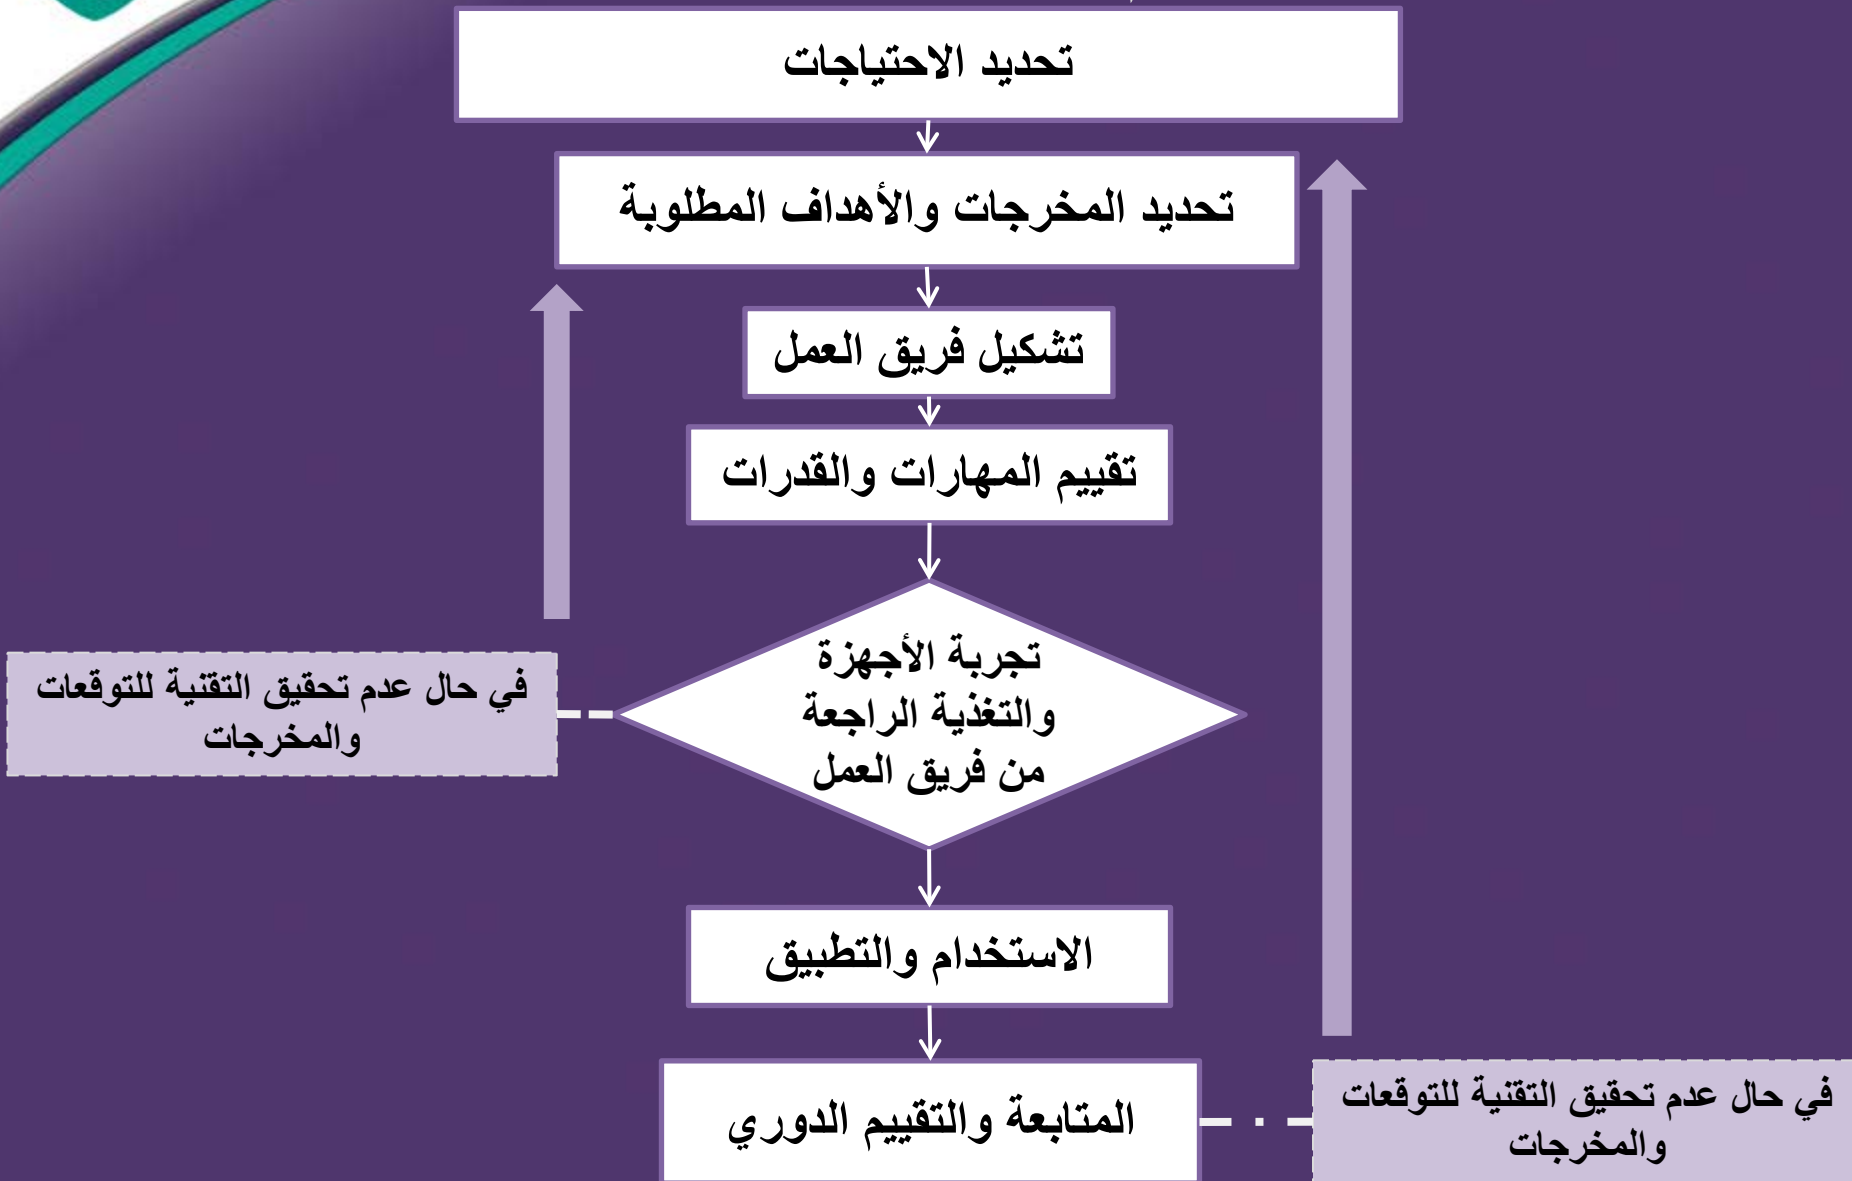 تحديد الاحتياجات
تحديد المخرجات والأهداف المطلوبة
تشكيل فريق العمل
تقييم المهارات والقدرات
تجربة الأجهزة
والتغذية الراجعة
من فريق العمل
في حال عدم تحقيق التقنية للتوقعات
والمخرجات
الاستخدام والتطبيق
المتابعة والتقييم الدوري
في حال عدم تحقيق التقنية للتوقعات
والمخرجات